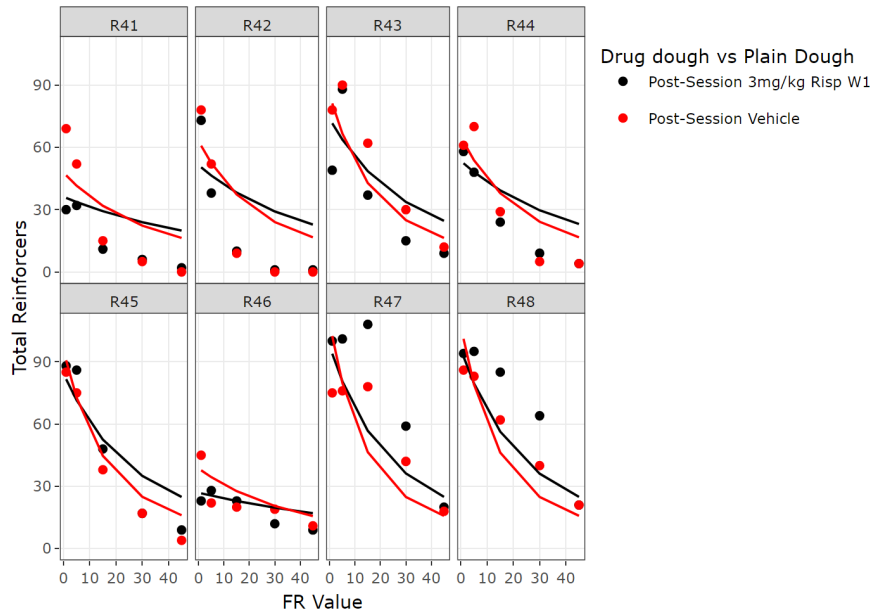 R41 R42 R43 R44
Drug dough vs Plain Dough
Post-Session 3mg/kg Risp W1
Post-Session Vehicle
90
60
30
0
R45 R46 R47 R48
Total Reinforcers
90
60
30
0
0 10 20 30 40 0 10 20 30 40 0 10 20 30 40 0 10 20 30 40
FR Value